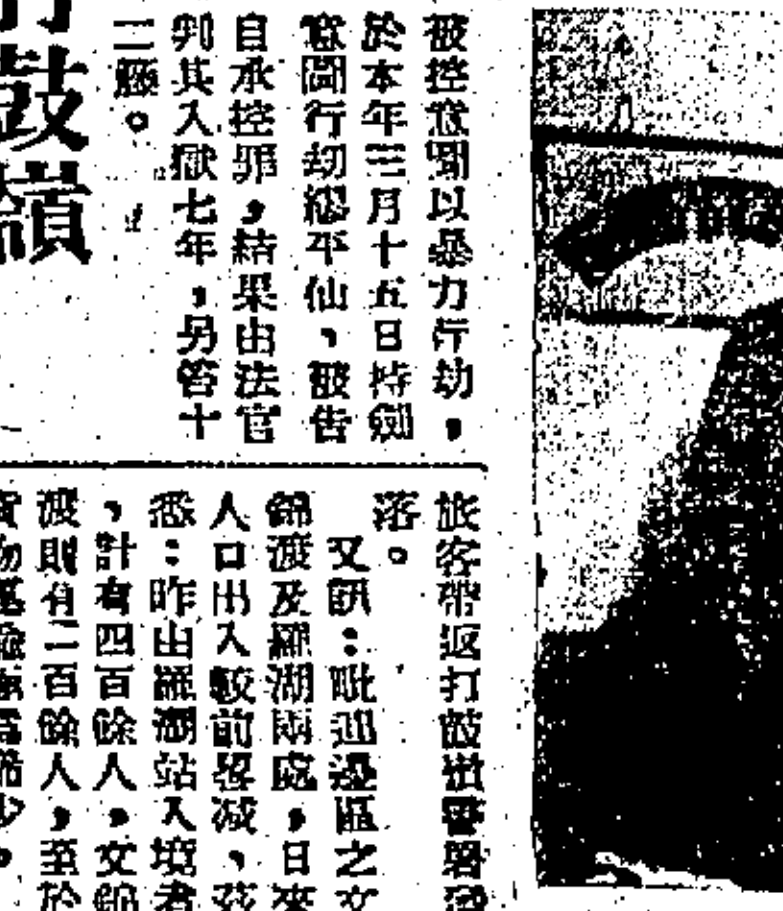 被控意圖以暴力行劫，
於本年三月十五日持劍
意圖行劫鄧平仙，被告
自承控罪，結果由法官
判其入獄七年，另笞十
二籐。
鼓嶺
旅客帶返打鼓嶺警署
落。
又訊：毗連邊區之文
錦渡及羅湖兩處，日來
人口出入較前畧減，茲
悉：昨由羅湖站入境者
，計有四百餘人，文錦
渡則有二百餘人，至於